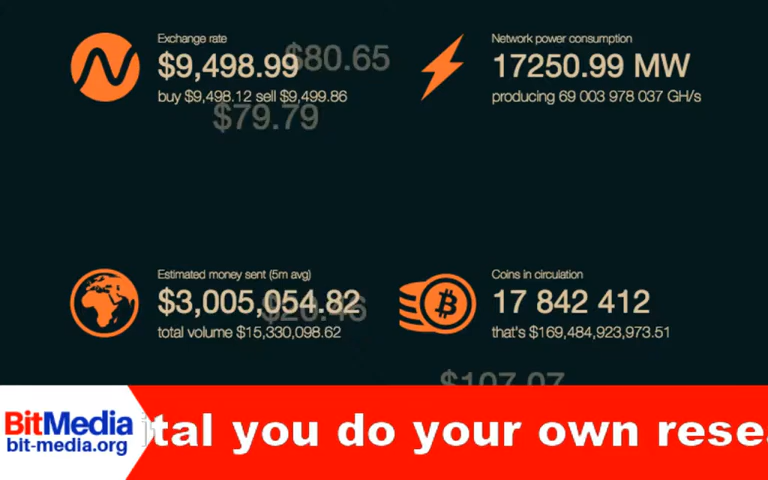 Exchange rate
$9,498.99
$80.65
buy $9,498.12 sell $9,499.86
$79.79
Network power consumption
17250.99 MW
producing 69 003 978 037 GH/s
Estimated money sent (5m avg)
$3,005,054.82
total volume $15,330,098.62
Coins in circulation
17 842 412
that's $169,484,923,973.51
BitMedia
bit-media.org
you do your own